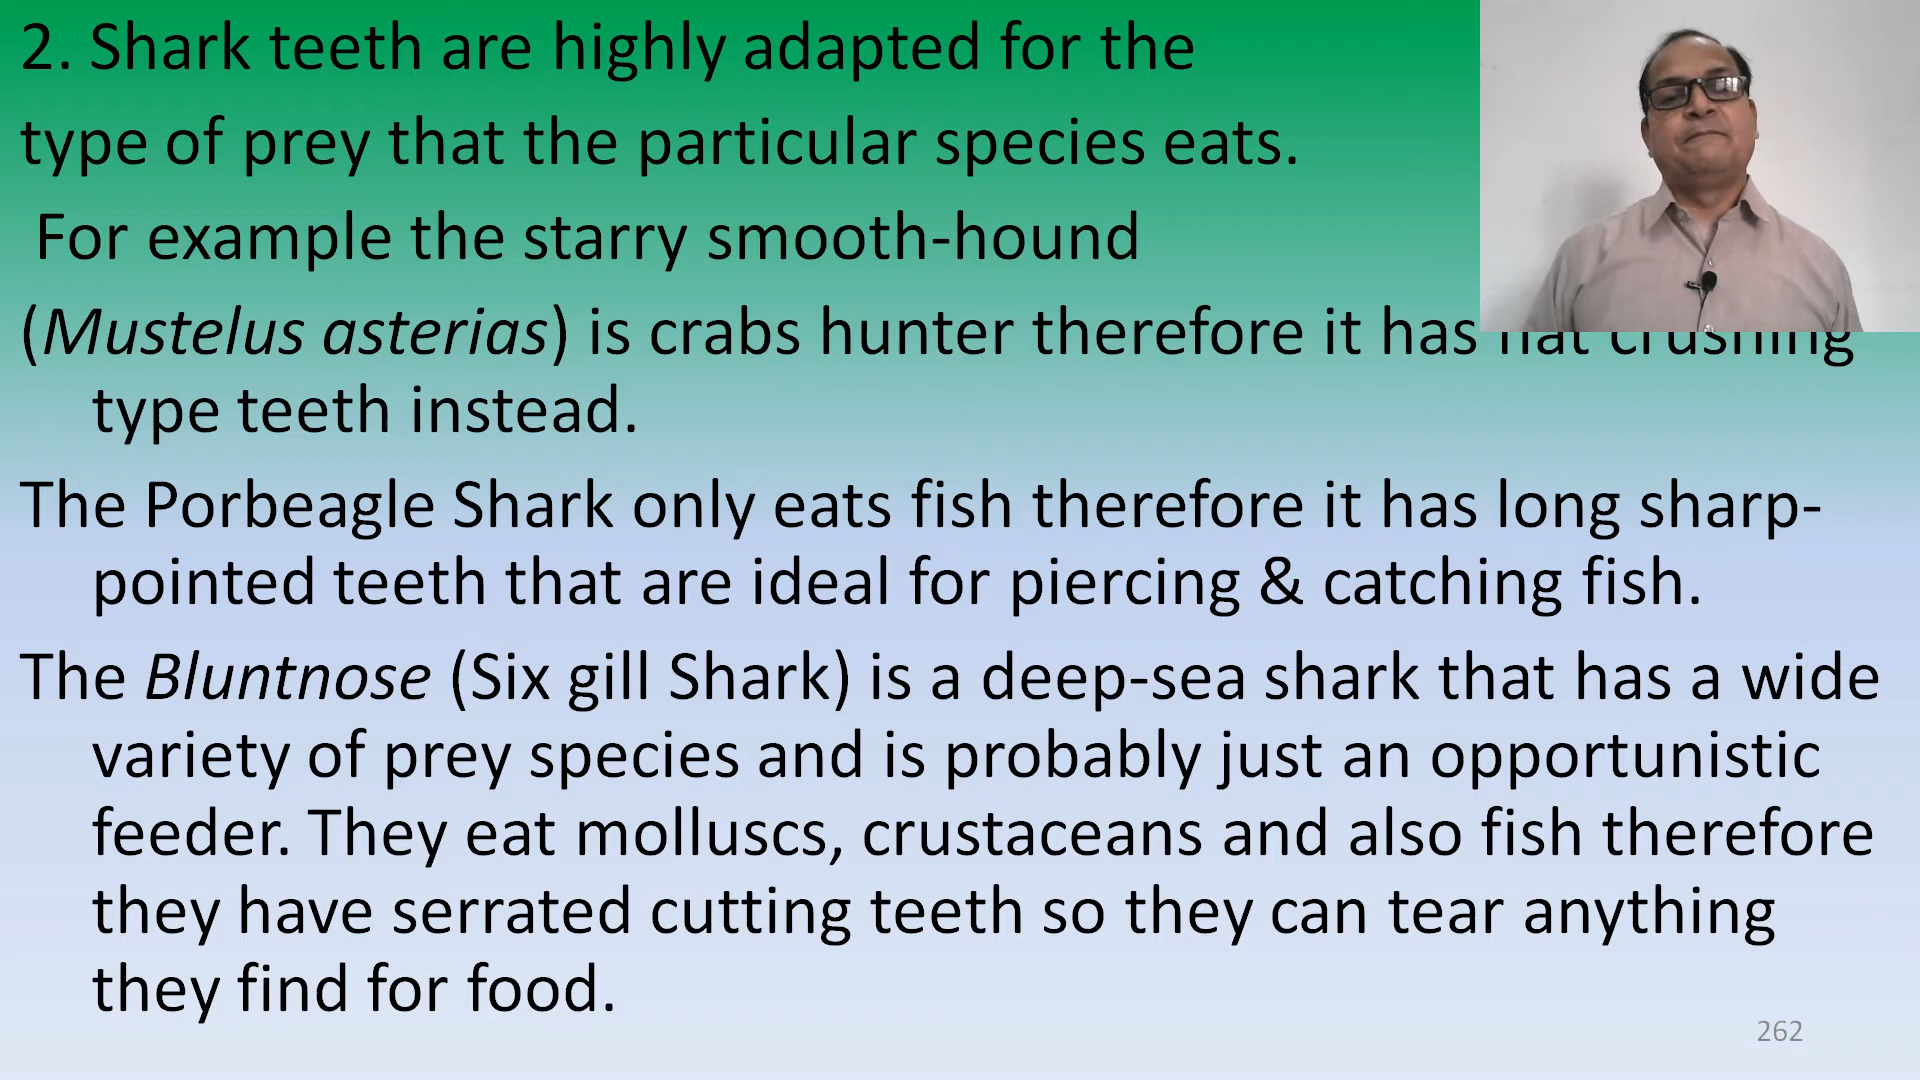 2. Shark teeth are highly adapted for the
type of prey that the particular species eats.
For example the starry smooth-hound
(Mustelus asterias) is crabs hunter therefore it has flat crushing
type teeth instead.
The Porbeagle Shark only eats fish therefore it has long sharp-
pointed teeth that are ideal for piercing & catching fish.
The Bluntnose (Six gill Shark) is a deep-sea shark that has a wide
variety of prey species and is probably just an opportunistic
feeder. They eat molluscs, crustaceans and also fish therefore
they have serrated cutting teeth so they can tear anything
they find for food.
262